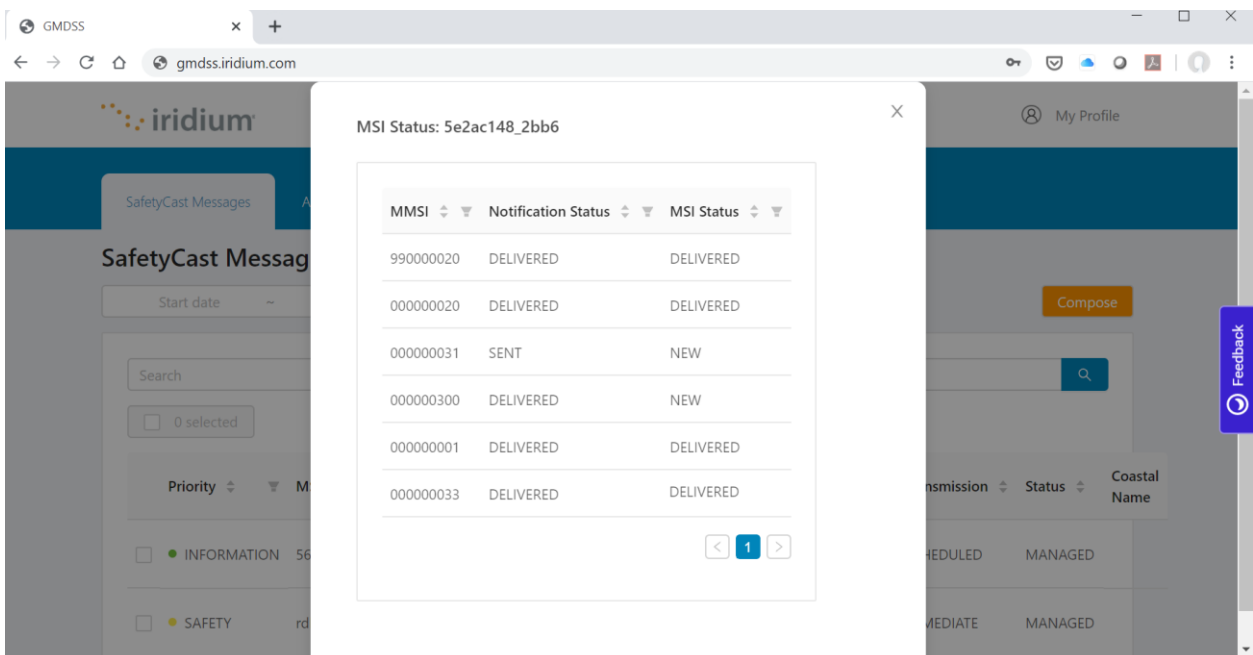 GMDSS
gmdss.iridium.com
iridium
My Profile
MSI Status: 5e2ac148_2bb6
SafetyCast Messages A
MMSI Notification Status MSI Status
990000020 DELIVERED DELIVERED
SafetyCast Messag
000000020 DELIVERED DELIVERED
Start date ~
Compose
000000031 SENT NEW
Search
000000300 DELIVERED NEW
0 selected
000000001 DELIVERED DELIVERED
Priority M
000000033 DELIVERED DELIVERED
nsmission Status Coastal Name
1
INFORMATION 56
HEDULED MANAGED
SAFETY rd
MEDIATE MANAGED
Feedback